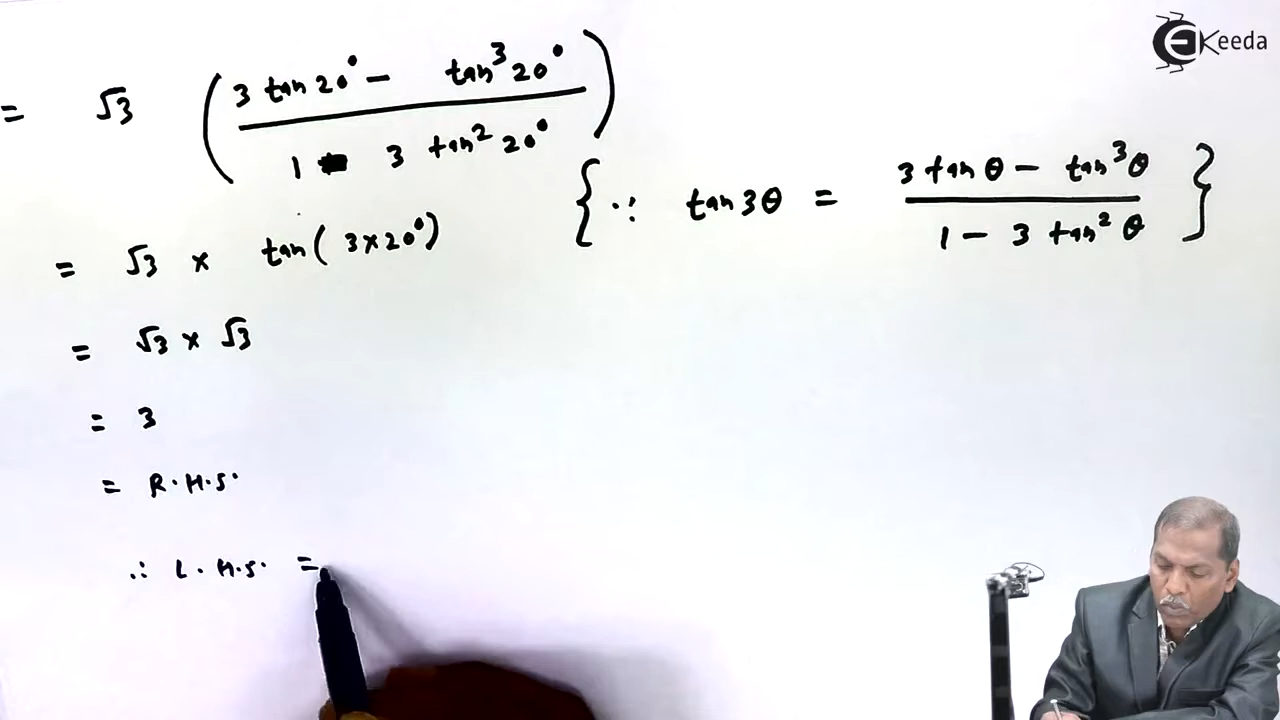 Keeda
= √3 ( (3 tan 20° - tan³ 20°) / (1 - 3 tan² 20°) )
{ ∵ tan 3θ = (3 tan θ - tan³ θ) / (1 - 3 tan² θ) }
= √3 × tan ( 3×20°)
= √3 × √3
= 3
= R.H.S.
∴ L.H.S. =